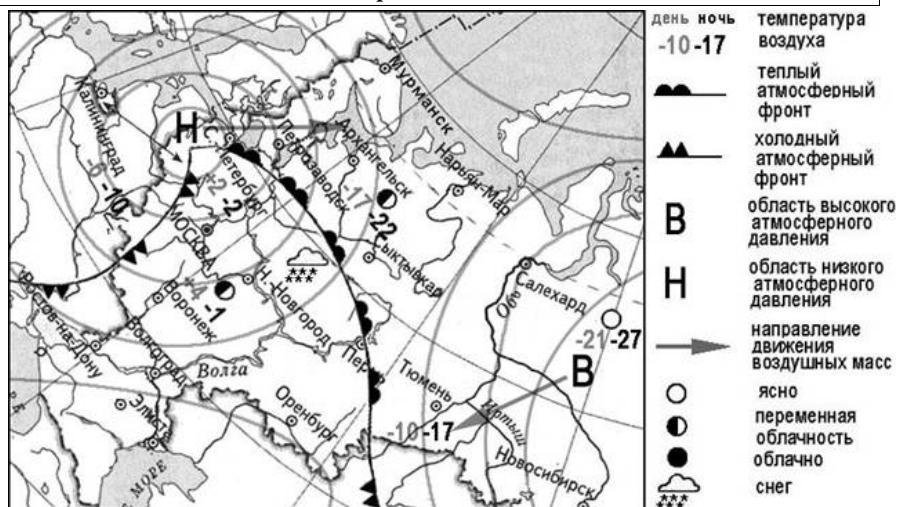 Мурманск
Калининград
Н
С.-Петербург
Петрозаводск
Архангельск
Нарьян-Мар
-6 -10
+2 -2
-17 -22
МОСКВА
Сыктывкар
Салехард
Обь
+4 -1
Воронеж
Н. Новгород
-21 -27
В
Ростов-на-Дону
Волгоград
Волга
Пермь
Тюмень
Иртыш
Элиста
Оренбург
-10 -17
Новосибирск
МОРЕ
день ночь
-10 -17
температура
воздуха
теплый
атмосферный
фронт
холодный
атмосферный
фронт
В
область высокого
атмосферного
давления
Н
область низкого
атмосферного
давления
направление
движения
воздушных масс
ясно
переменная
облачность
облачно
снег